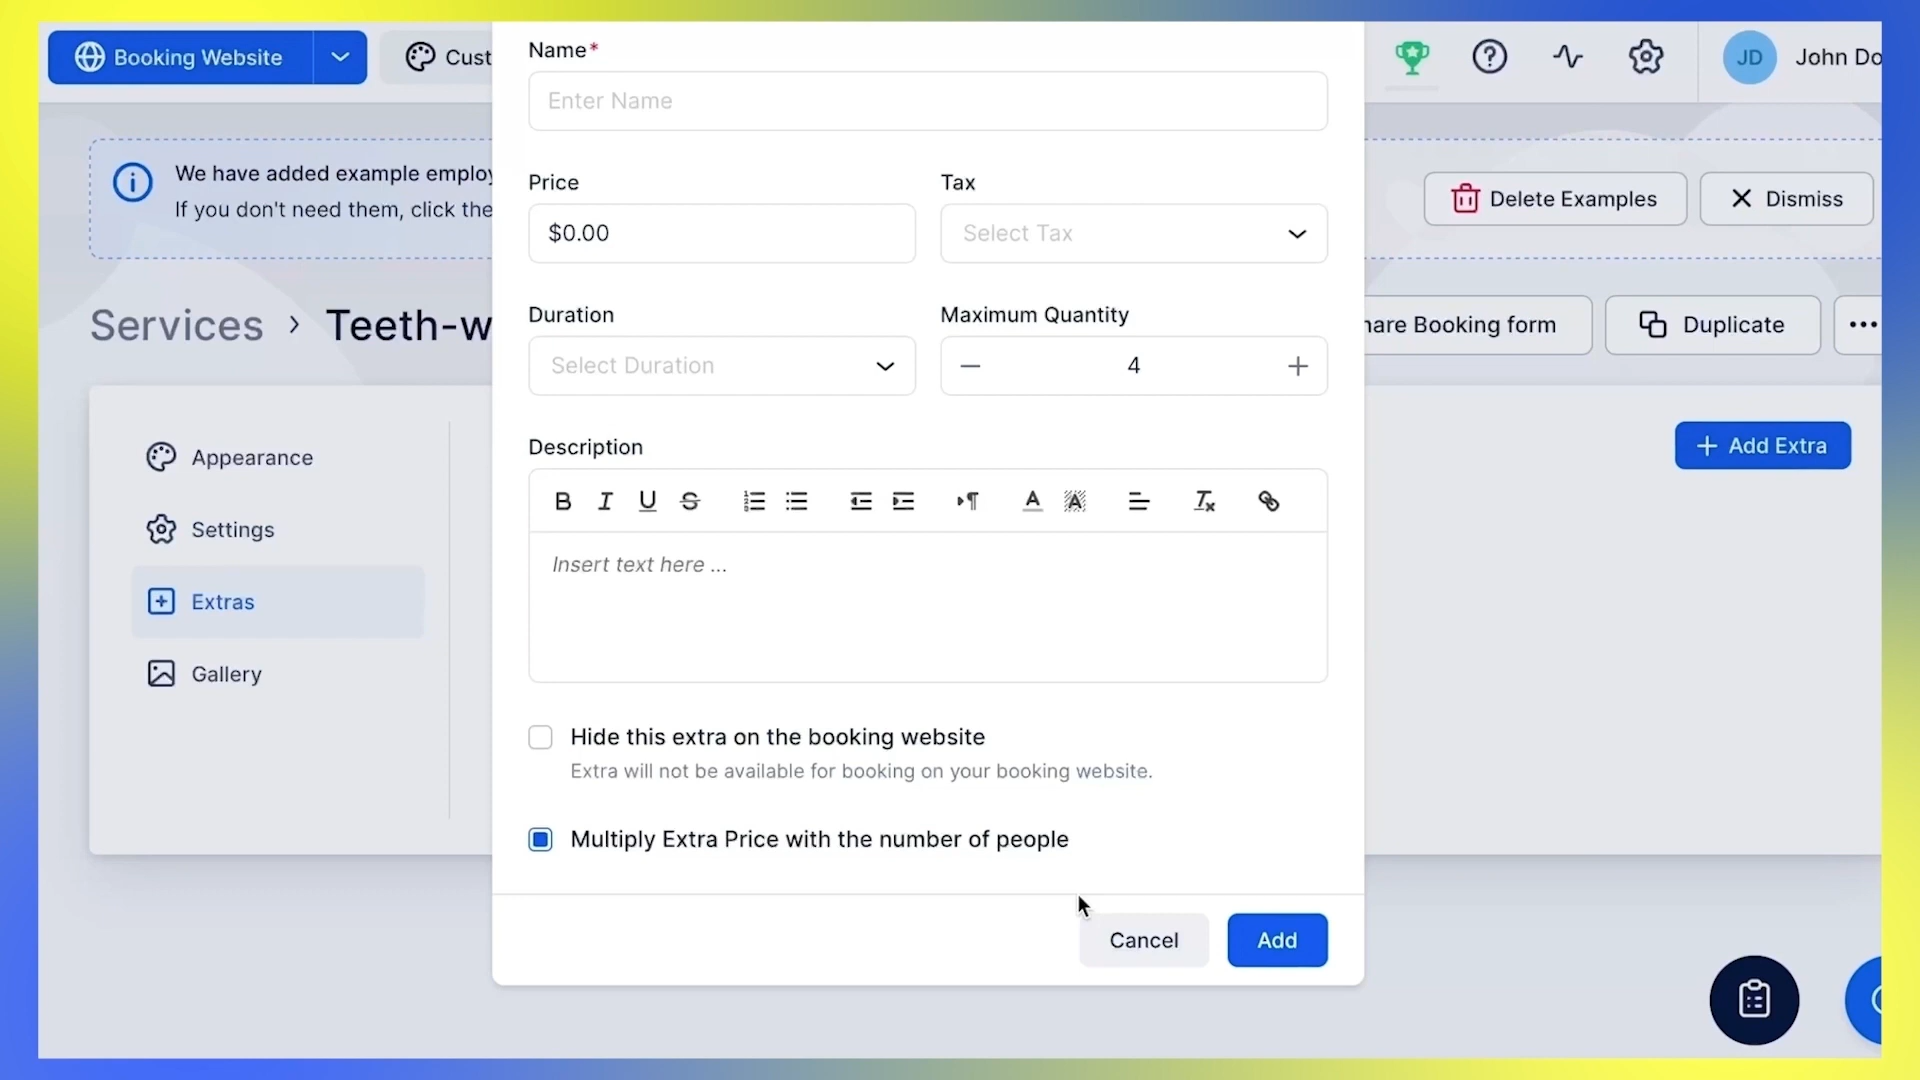 Booking Website
Cust
Name*
Enter Name
JD
John Do
We have added example employ
If you don't need them, click the
Delete Examples
Dismiss
Price
Tax
$0.00
Select Tax
Services › Teeth-w
hare Booking form
Duplicate
Duration
Maximum Quantity
Select Duration
4
Add Extra
Appearance
Settings
Extras
Gallery
Description
Insert text here ...
Hide this extra on the booking website
Extra will not be available for booking on your booking website.
Multiply Extra Price with the number of people
Cancel
Add